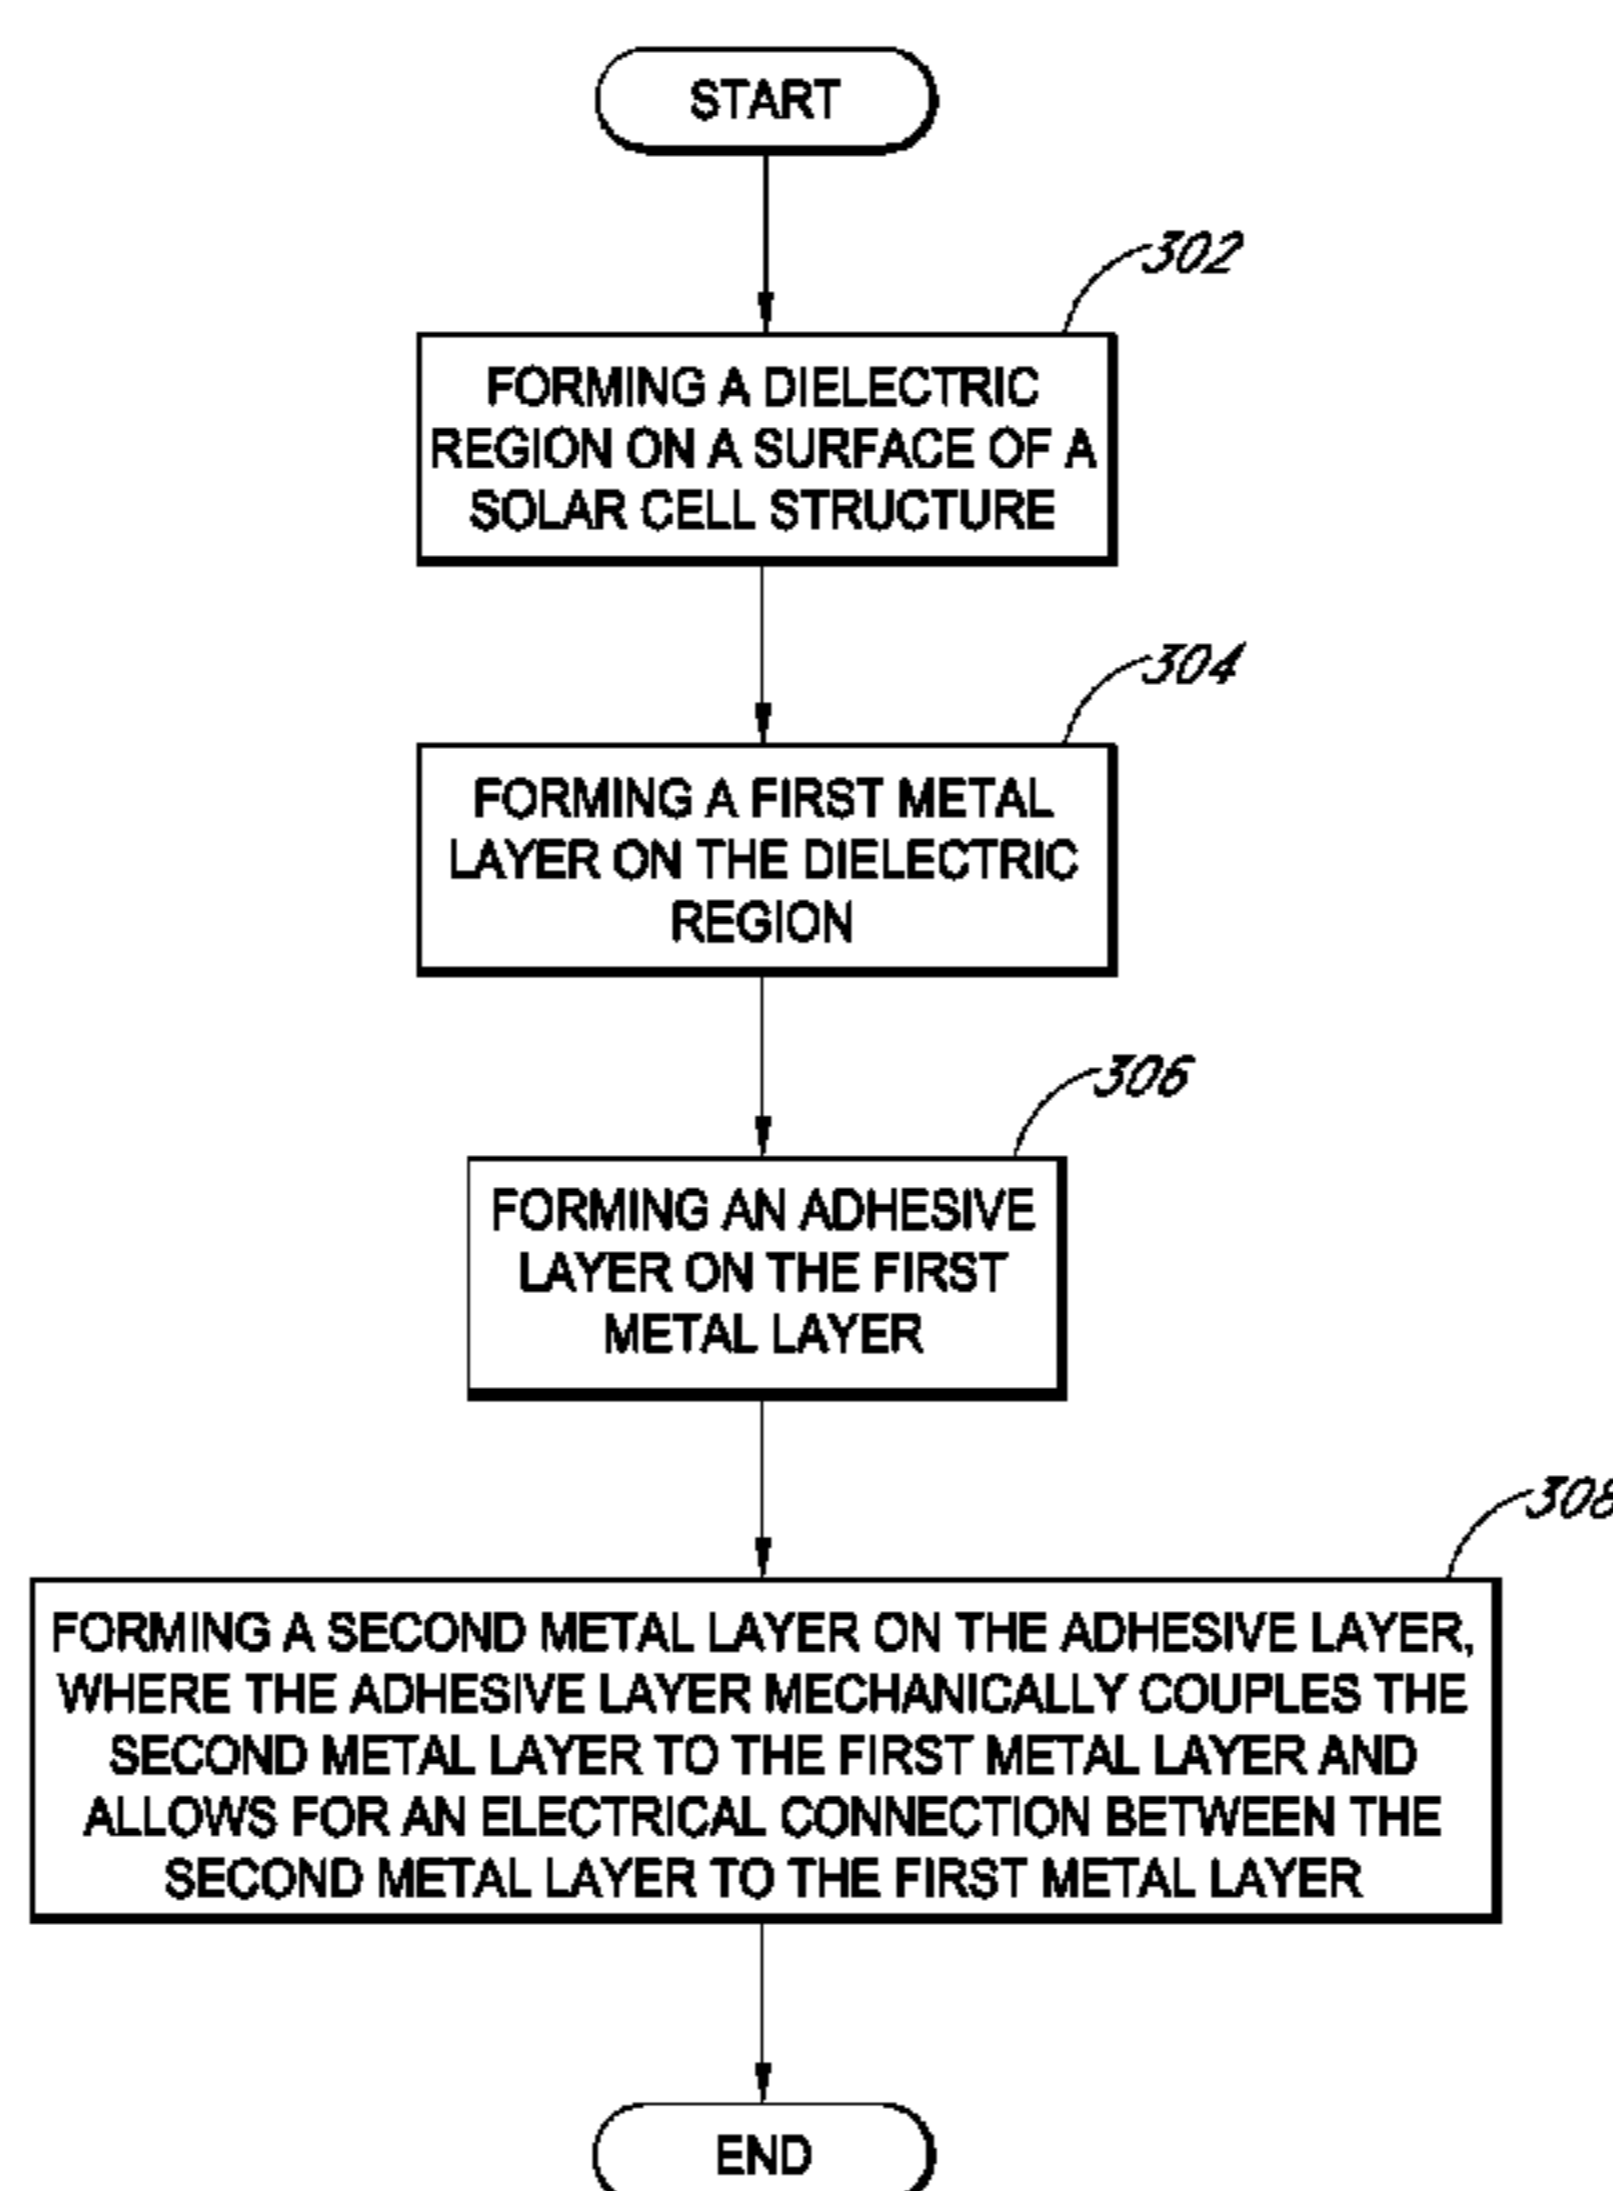 START
302
FORMING A DIELECTRIC
REGION ON A SURFACE OF A
SOLAR CELL STRUCTURE
304
FORMING A FIRST METAL
LAYER ON THE DIELECTRIC
REGION
306
FORMING AN ADHESIVE
LAYER ON THE FIRST
METAL LAYER
308
FORMING A SECOND METAL LAYER ON THE ADHESIVE LAYER,
WHERE THE ADHESIVE LAYER MECHANICALLY COUPLES THE
SECOND METAL LAYER TO THE FIRST METAL LAYER AND
ALLOWS FOR AN ELECTRICAL CONNECTION BETWEEN THE
SECOND METAL LAYER TO THE FIRST METAL LAYER
END